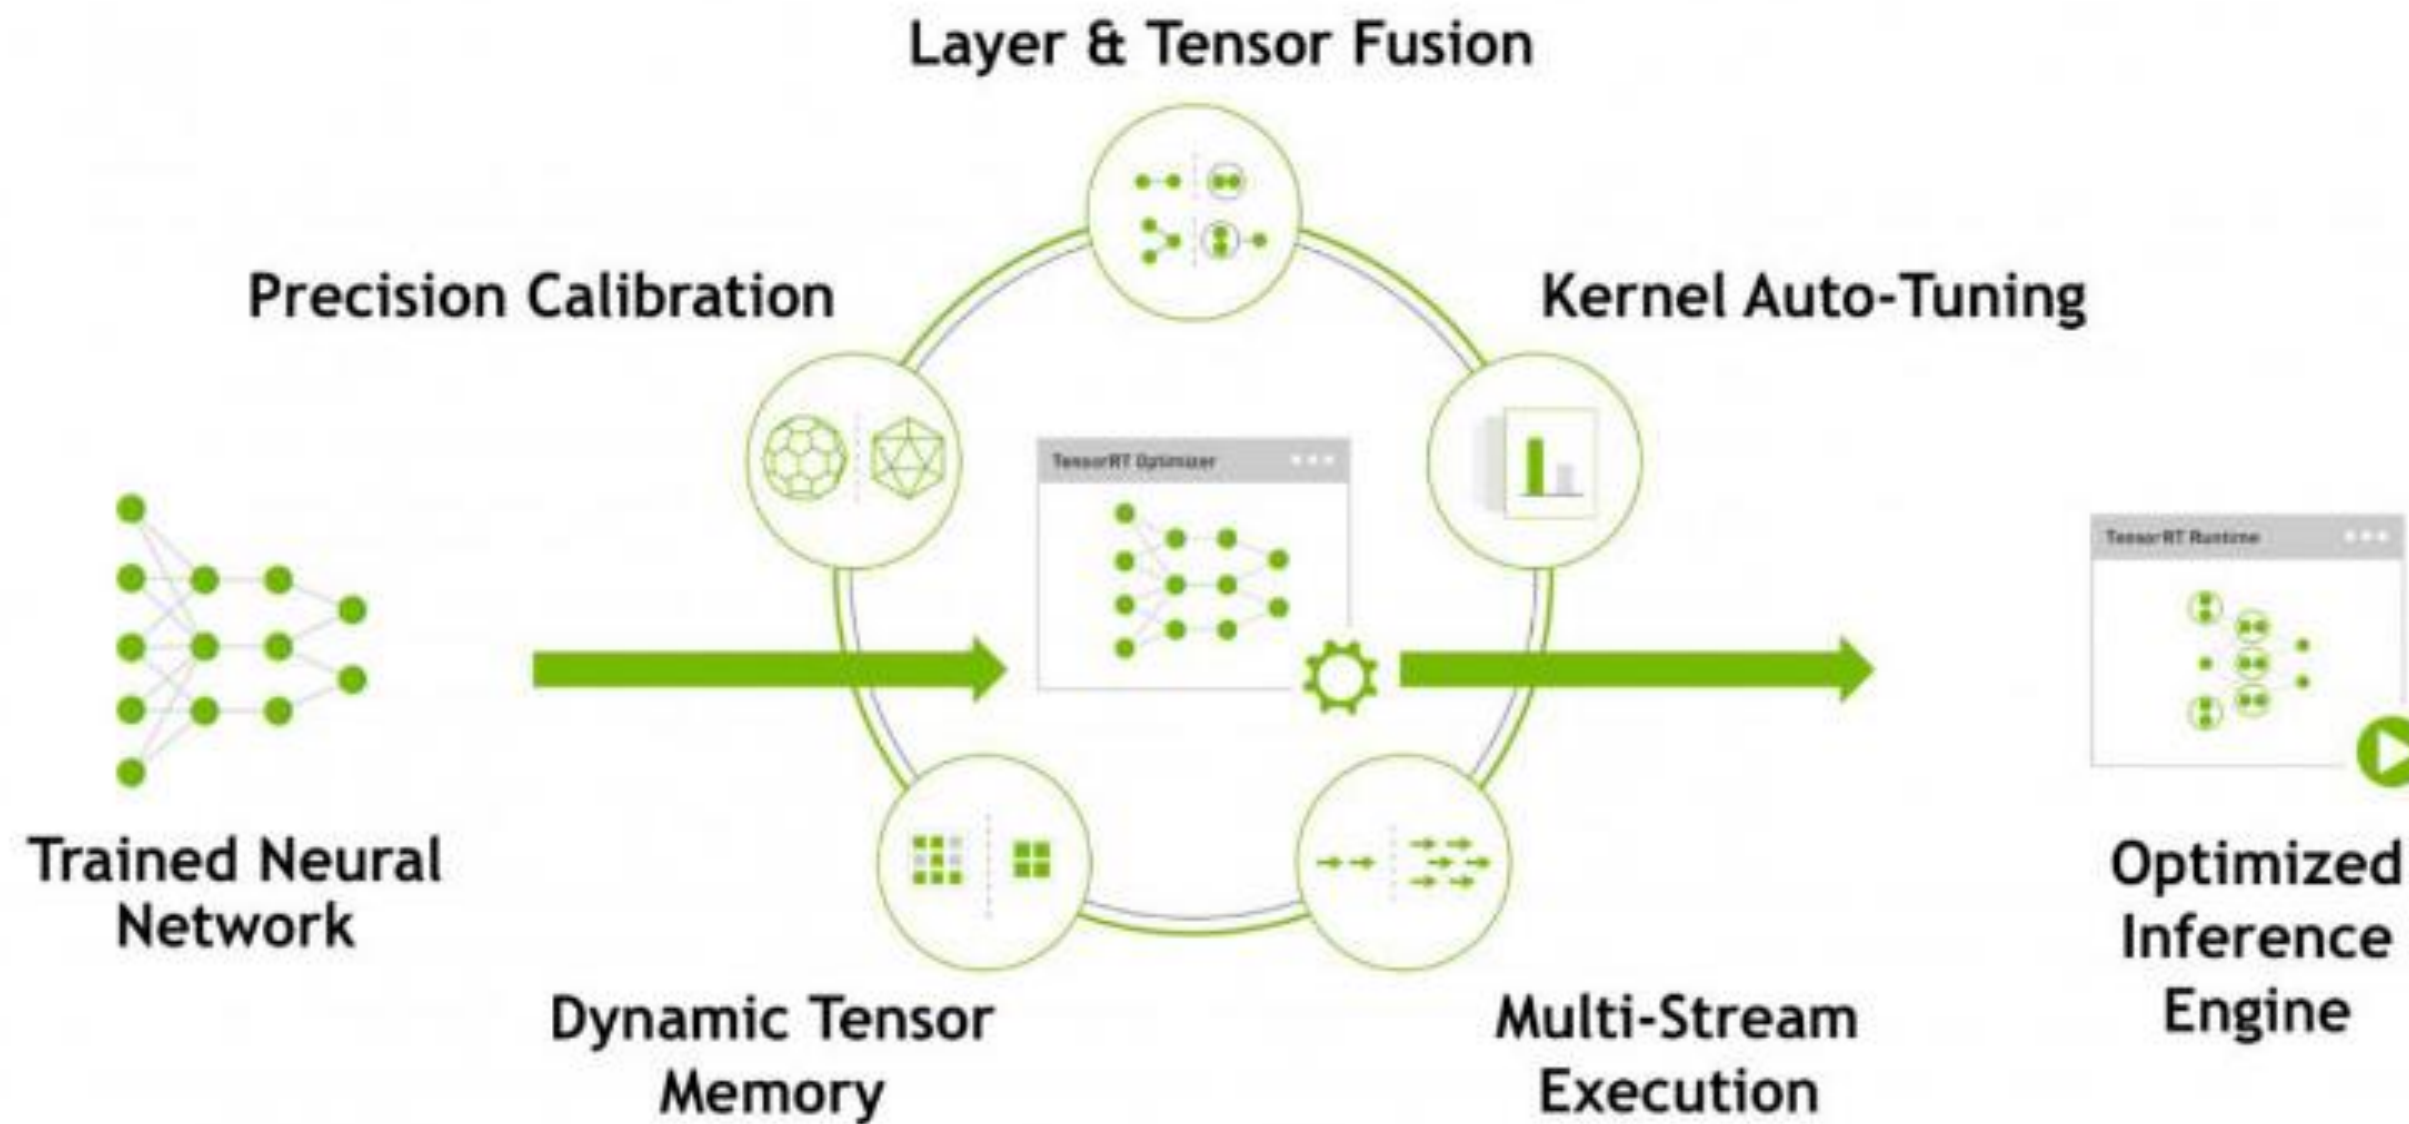 Layer & Tensor Fusion
Precision Calibration
Kernel Auto-Tuning
TensorRT Optimizer
TensorRT Runtime
Trained Neural
Network
Optimized
Inference
Engine
Dynamic Tensor
Memory
Multi-Stream
Execution